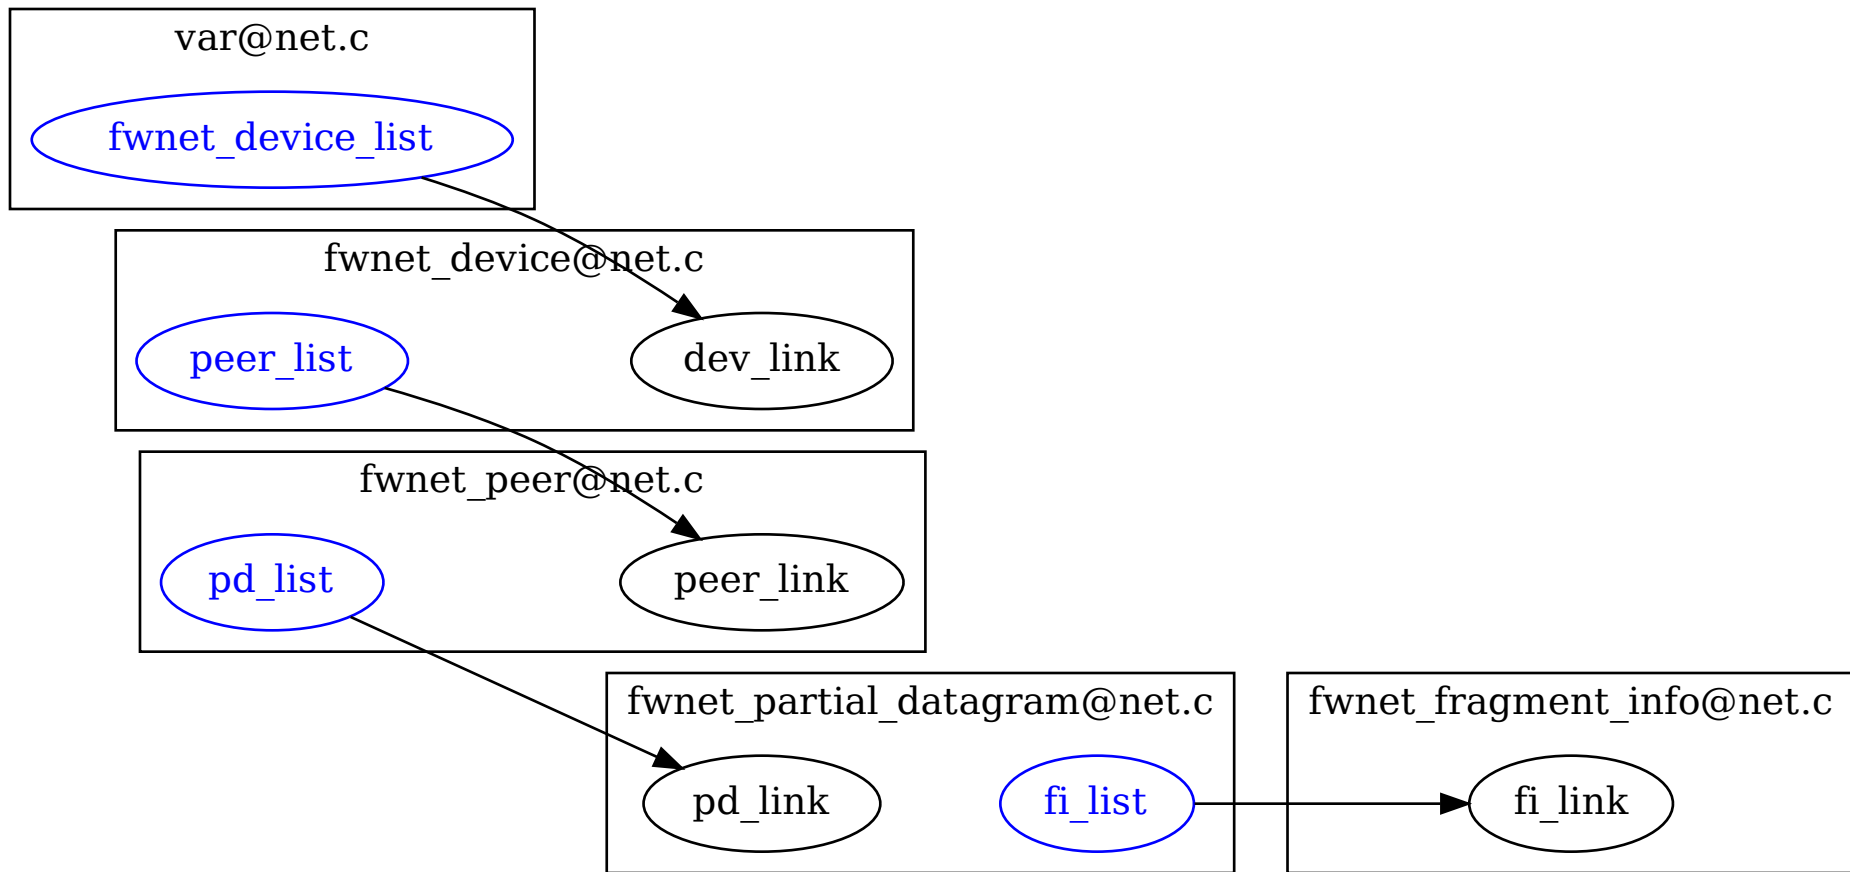 var@net.c
fwnet_device_list
fwnet_device@net.c
peer_list
dev_link
fwnet_peer@net.c
pd_list
peer_link
fwnet_partial_datagram@net.c
pd_link
fi_list
fwnet_fragment_info@net.c
fi_link